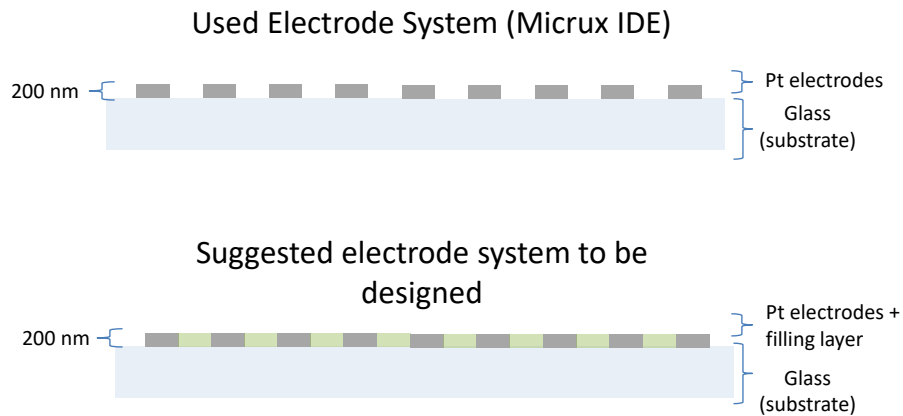 Used Electrode System (Micrux IDE)
200 nm
Pt electrodes
Glass
(substrate)
Suggested electrode system to be
designed
200 nm
Pt electrodes +
filling layer
Glass
(substrate)